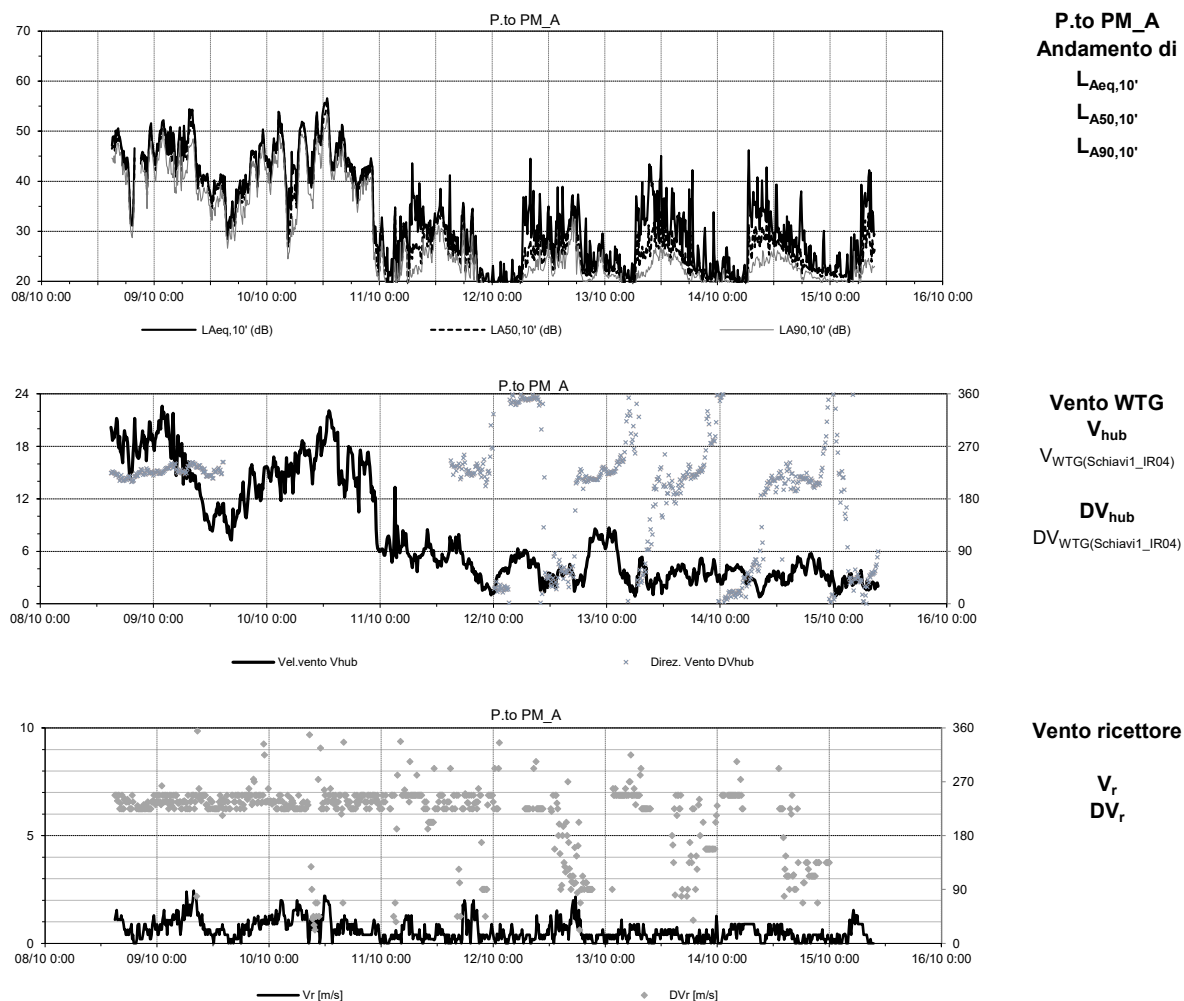 P.to PM_A
70
60
50
40
30
20
08/10 0:00 09/10 0:00 10/10 0:00 11/10 0:00 12/10 0:00 13/10 0:00 14/10 0:00 15/10 0:00 16/10 0:00
LAeq,10' (dB) LA50,10' (dB) LA90,10' (dB)
P.to PM_A
Andamento di
LAeq,10'
LA50,10'
LA90,10'
P.to PM_A
24
18
12
6
0
360
270
180
90
0
08/10 0:00 09/10 0:00 10/10 0:00 11/10 0:00 12/10 0:00 13/10 0:00 14/10 0:00 15/10 0:00 16/10 0:00
Vel.vento Vhub Direz. Vento DVhub
Vento WTG
Vhub
VWTG(Schiavi1_IR04)
DVhub
DVWTG(Schiavi1_IR04)
P.to PM_A
10
5
0
360
270
180
90
0
08/10 0:00 09/10 0:00 10/10 0:00 11/10 0:00 12/10 0:00 13/10 0:00 14/10 0:00 15/10 0:00 16/10 0:00
Vr [m/s] DVr [m/s]
Vento ricettore
Vr
DVr